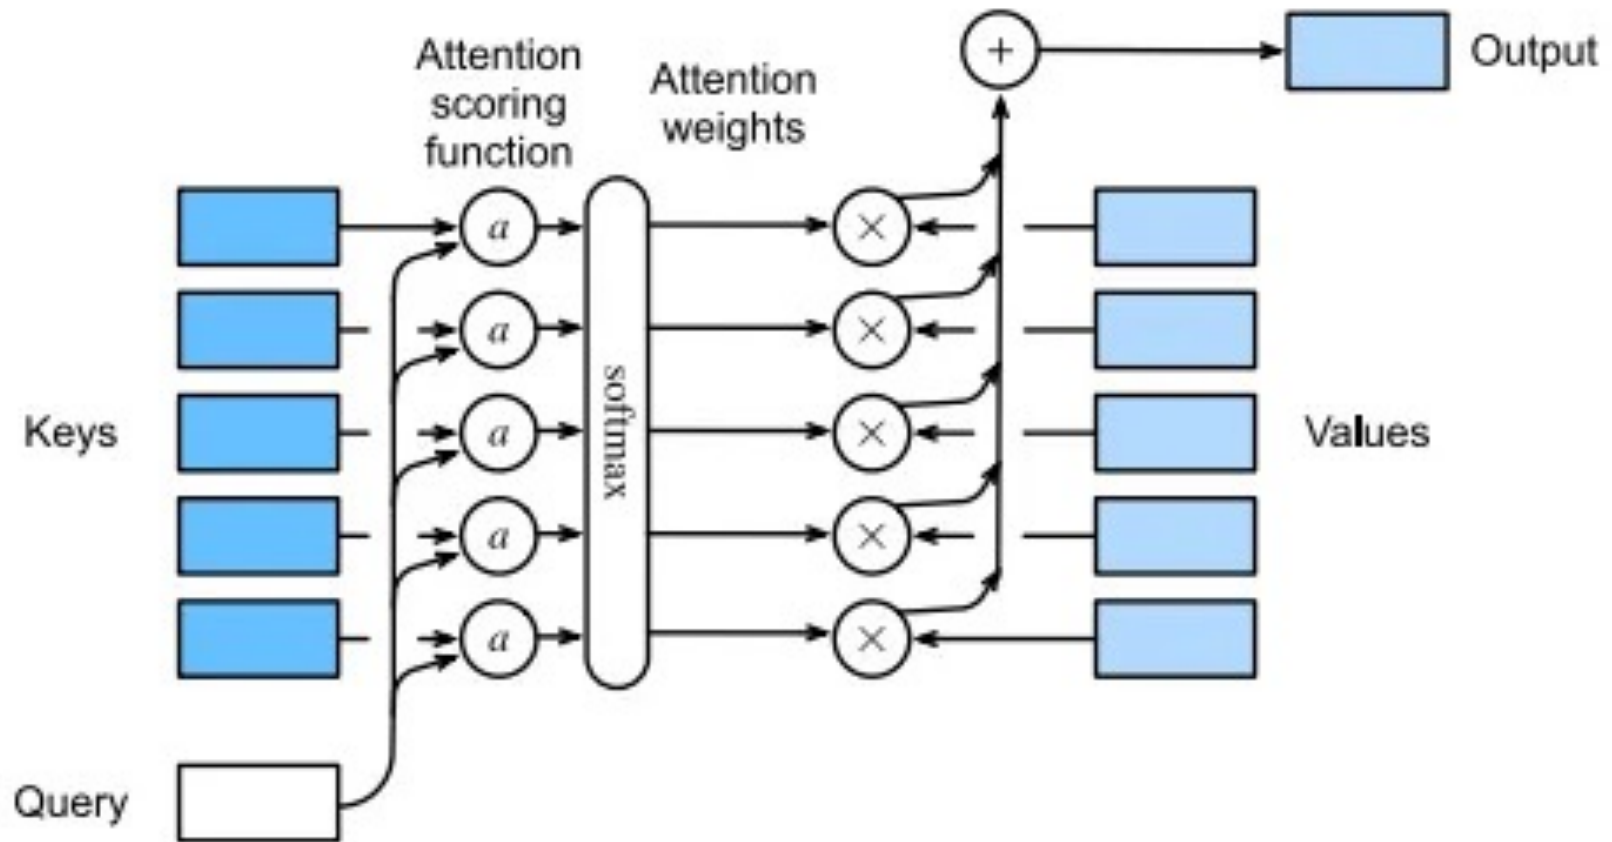 Attention
scoring
function
Attention
weights
+
Output
a
×
a
×
Keys
a
softmax
×
Values
a
×
a
×
Query